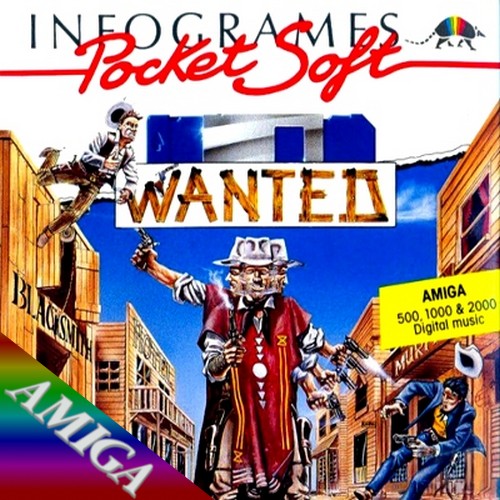 INFOGRAMES
Pocket Soft
WANTED
AMIGA
500, 1000 & 2000
Digital music
BLACKSMITH
AMIGA